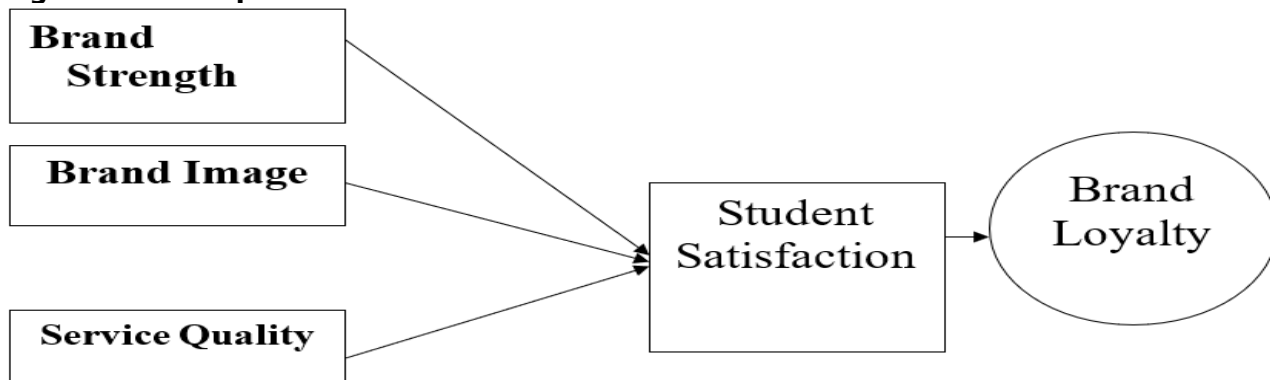 Brand
Strength
Brand Image
Service Quality
Student
Satisfaction
Brand
Loyalty